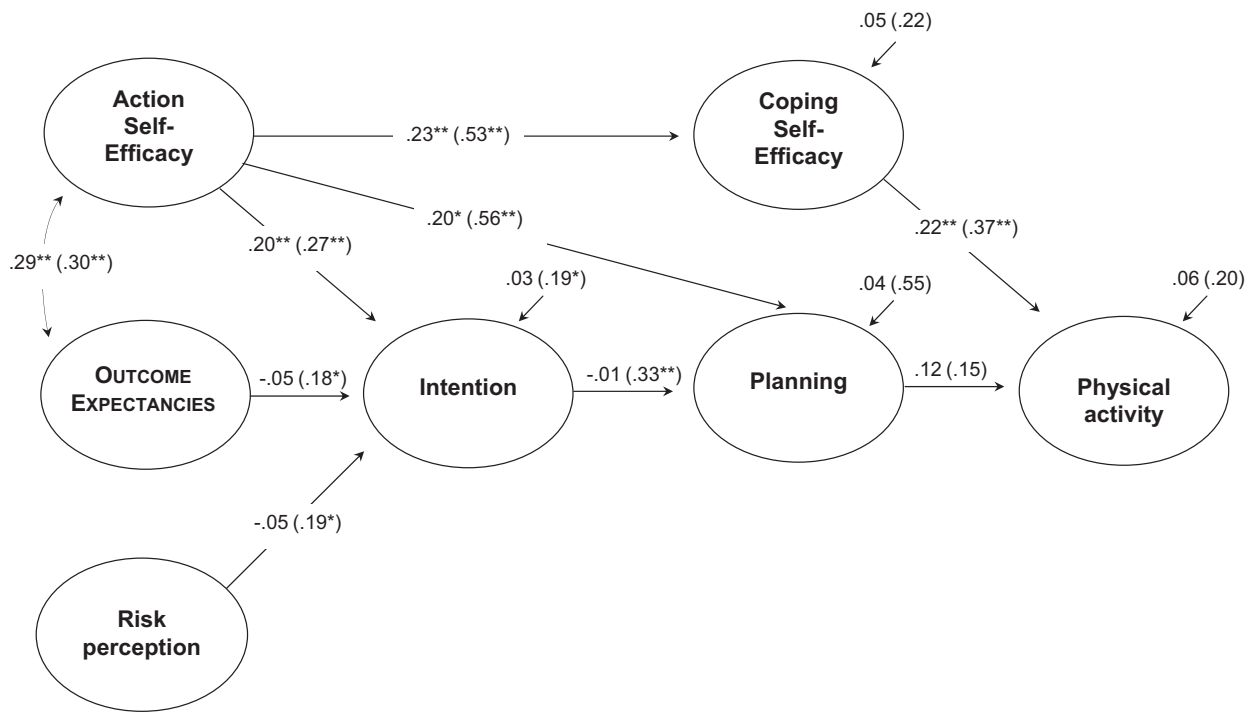 .05 (.22)
Action
Self-
Efficacy
Coping
Self-
Efficacy
.23** (.53**)
.20* (.56**)
.20** (.27**)
.22** (.37**)
.29** (.30**)
.03 (.19*)
.04 (.55)
.06 (.20)
OUTCOME
EXPECTANCIES
-.05 (.18*)
Intention
-.01 (.33**)
Planning
.12 (.15)
Physical
activity
-.05 (.19*)
Risk
perception